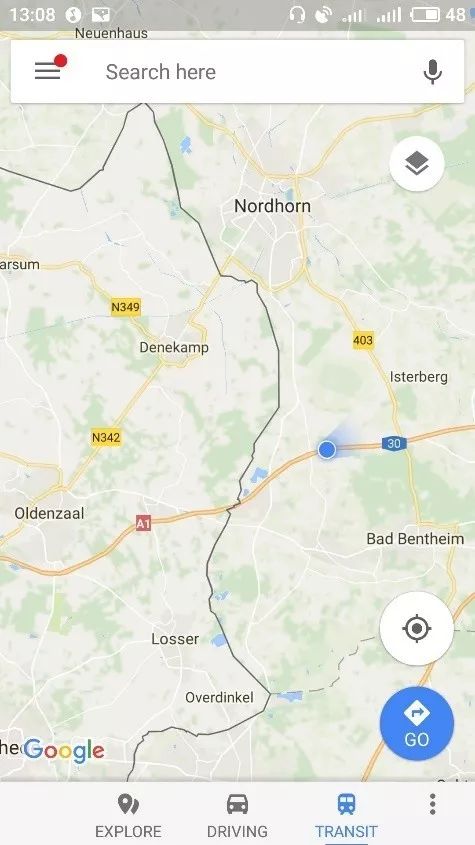 13:08
48
Neuenhaus
Search here
Nordhorn
arsum
N349
403
Denekamp
Isterberg
N342
30
Oldenzaal
A1
Bad Bentheim
Losser
Overdinkel
GO
Google
EXPLORE
DRIVING
TRANSIT